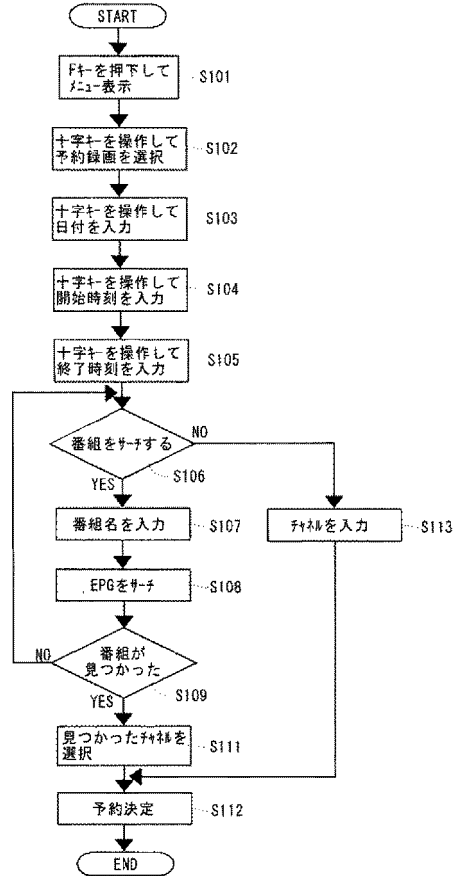 START
Fキーを押下して
メニュー表示
S101
十字キーを操作して
予約録画を選択
S102
十字キーを操作して
日付を入力
S103
十字キーを操作して
開始時刻を入力
S104
十字キーを操作して
終了時刻を入力
S105
番組をサーチする
NO
S106
YES
番組名を入力
S107
チャネルを入力
S113
EPGをサーチ
S108
番組が
見つかった
NO
S109
YES
見つかったチャネルを
選択
S111
予約決定
S112
END